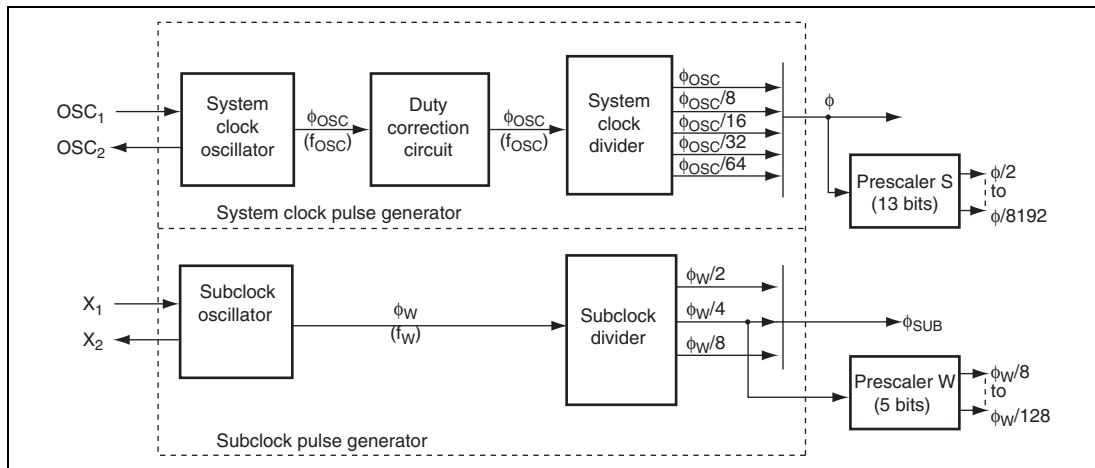 OSC1
OSC2
System
clock
oscillator
φOSC
(fOSC)
Duty
correction
circuit
φOSC
(fOSC)
System
clock
divider
φOSC
φOSC/8
φOSC/16
φOSC/32
φOSC/64
φ
Prescaler S
(13 bits)
φ/2
to
φ/8192
System clock pulse generator
X1
X2
Subclock
oscillator
φW
(fW)
Subclock
divider
φW/2
φW/4
φW/8
φSUB
Prescaler W
(5 bits)
φW/8
to
φW/128
Subclock pulse generator